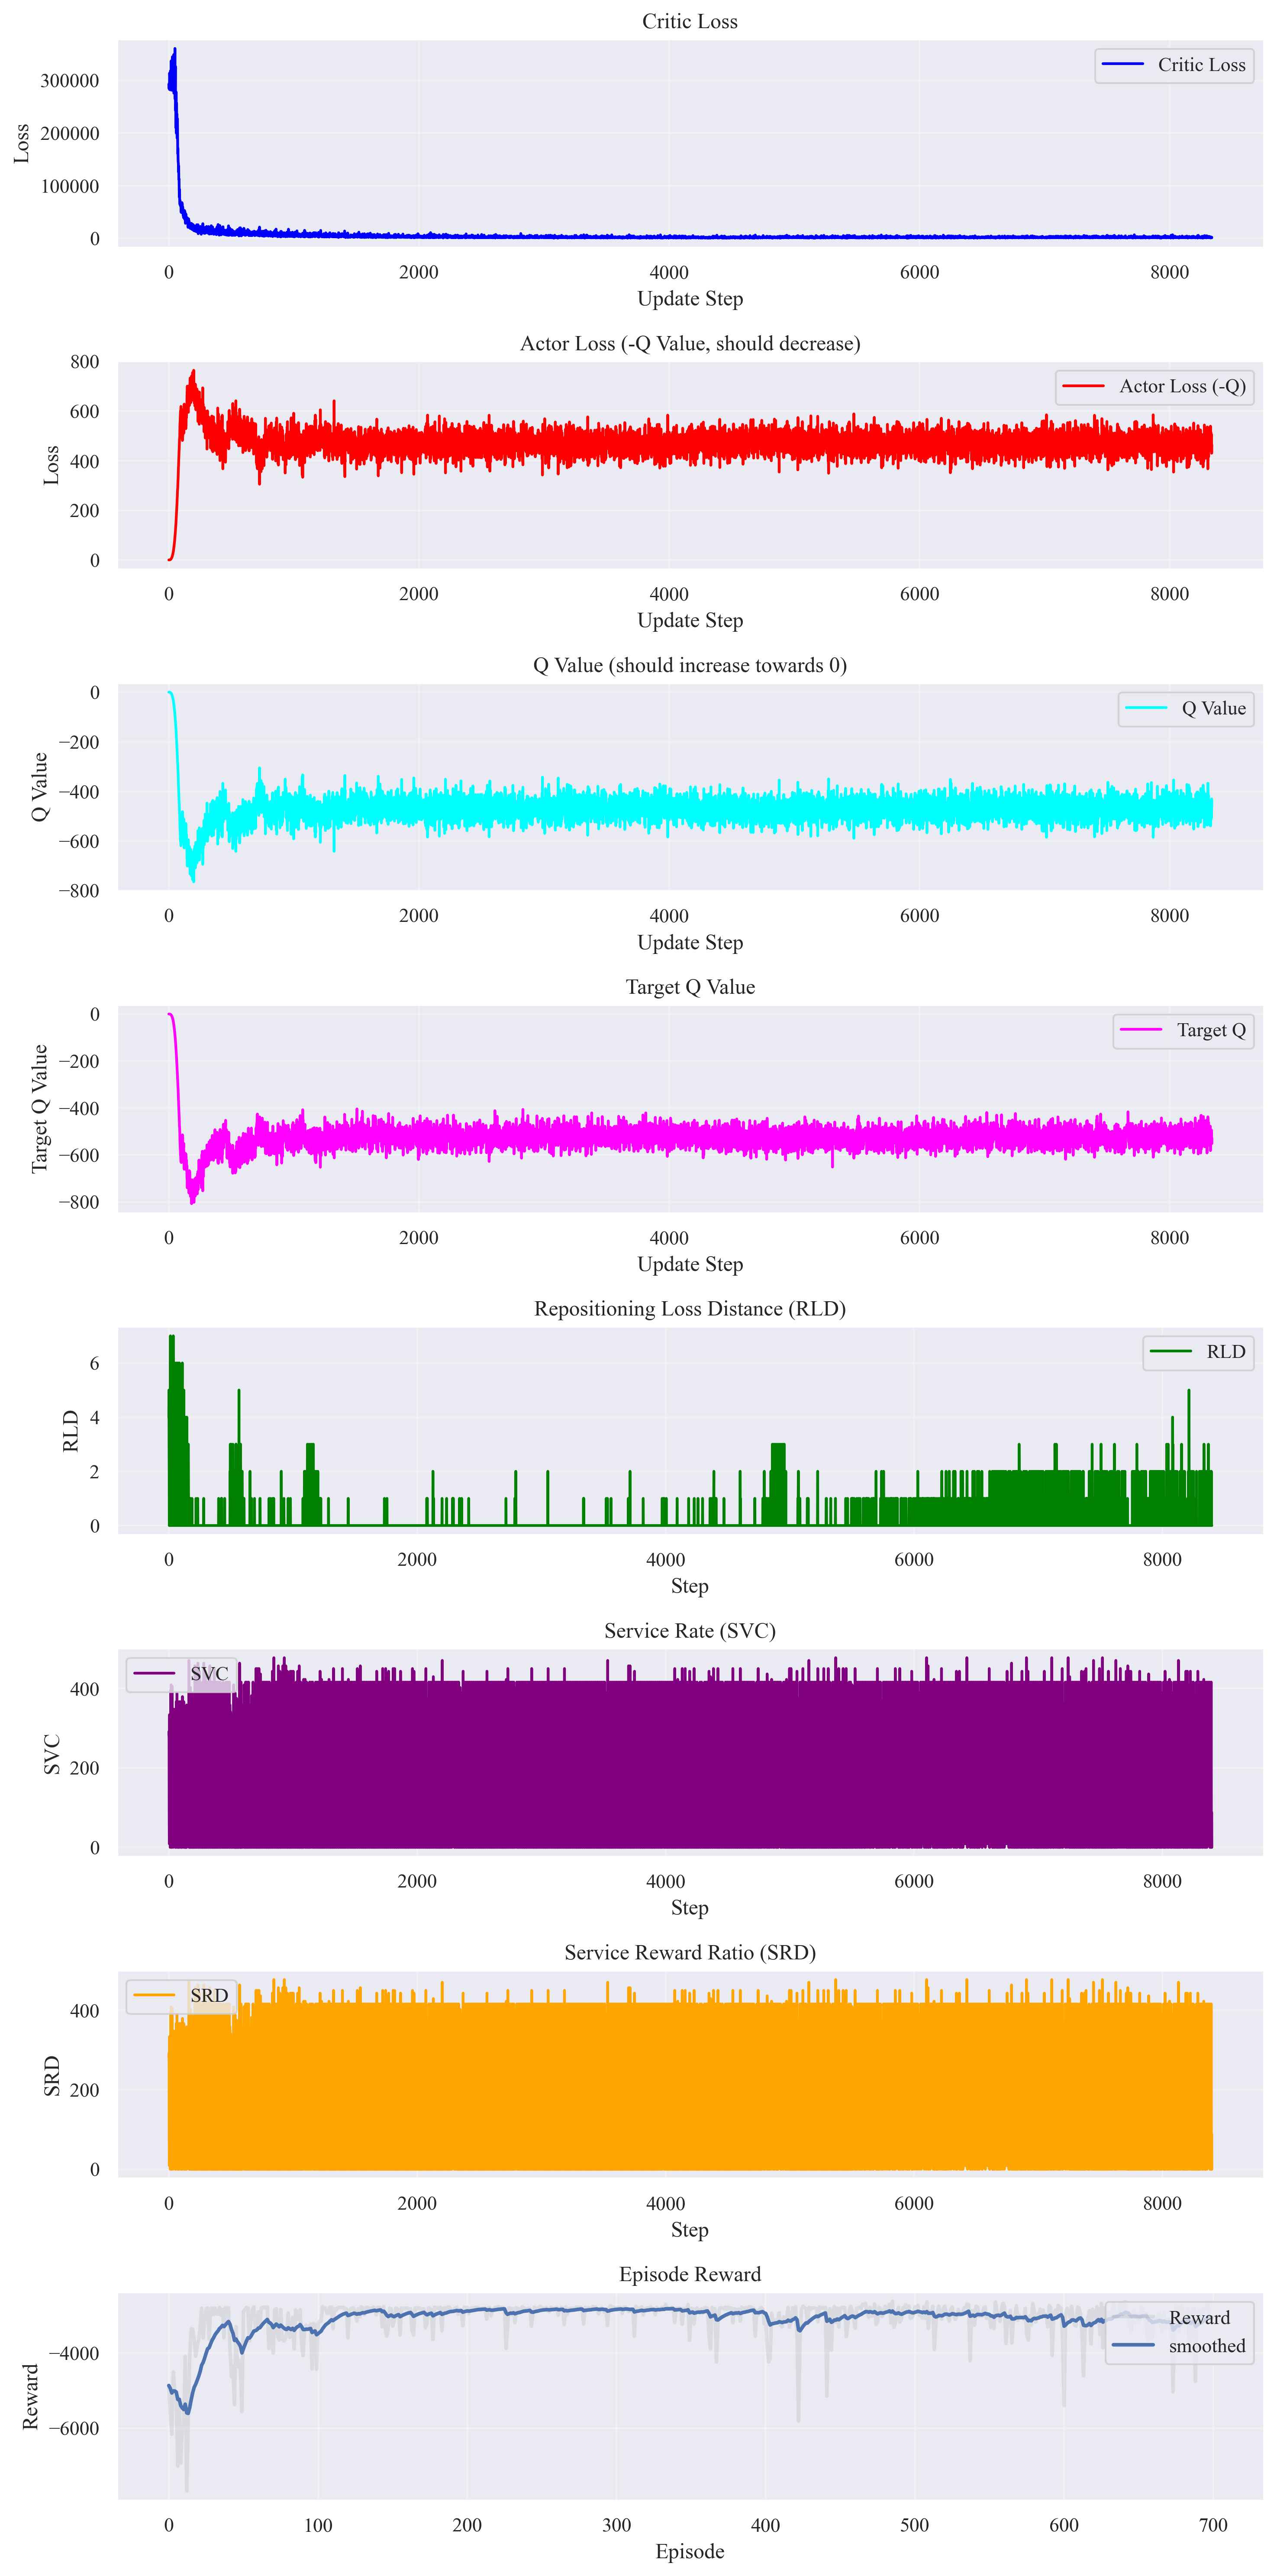 Critic Loss
Critic Loss
300000
200000
100000
0
Loss
0 2000 4000 6000 8000
Update Step
Actor Loss (-Q Value, should decrease)
Actor Loss (-Q)
800
600
400
200
0
Loss
0 2000 4000 6000 8000
Update Step
Q Value (should increase towards 0)
Q Value
0
−200
−400
−600
−800
Q Value
0 2000 4000 6000 8000
Update Step
Target Q Value
Target Q
0
−200
−400
−600
−800
Target Q Value
0 2000 4000 6000 8000
Update Step
Repositioning Loss Distance (RLD)
RLD
6
4
2
0
RLD
0 2000 4000 6000 8000
Step
Service Rate (SVC)
SVC
400
200
0
SVC
0 2000 4000 6000 8000
Step
Service Reward Ratio (SRD)
SRD
400
200
0
SRD
0 2000 4000 6000 8000
Step
Episode Reward
Reward
smoothed
−4000
−6000
Reward
0 100 200 300 400 500 600 700
Episode